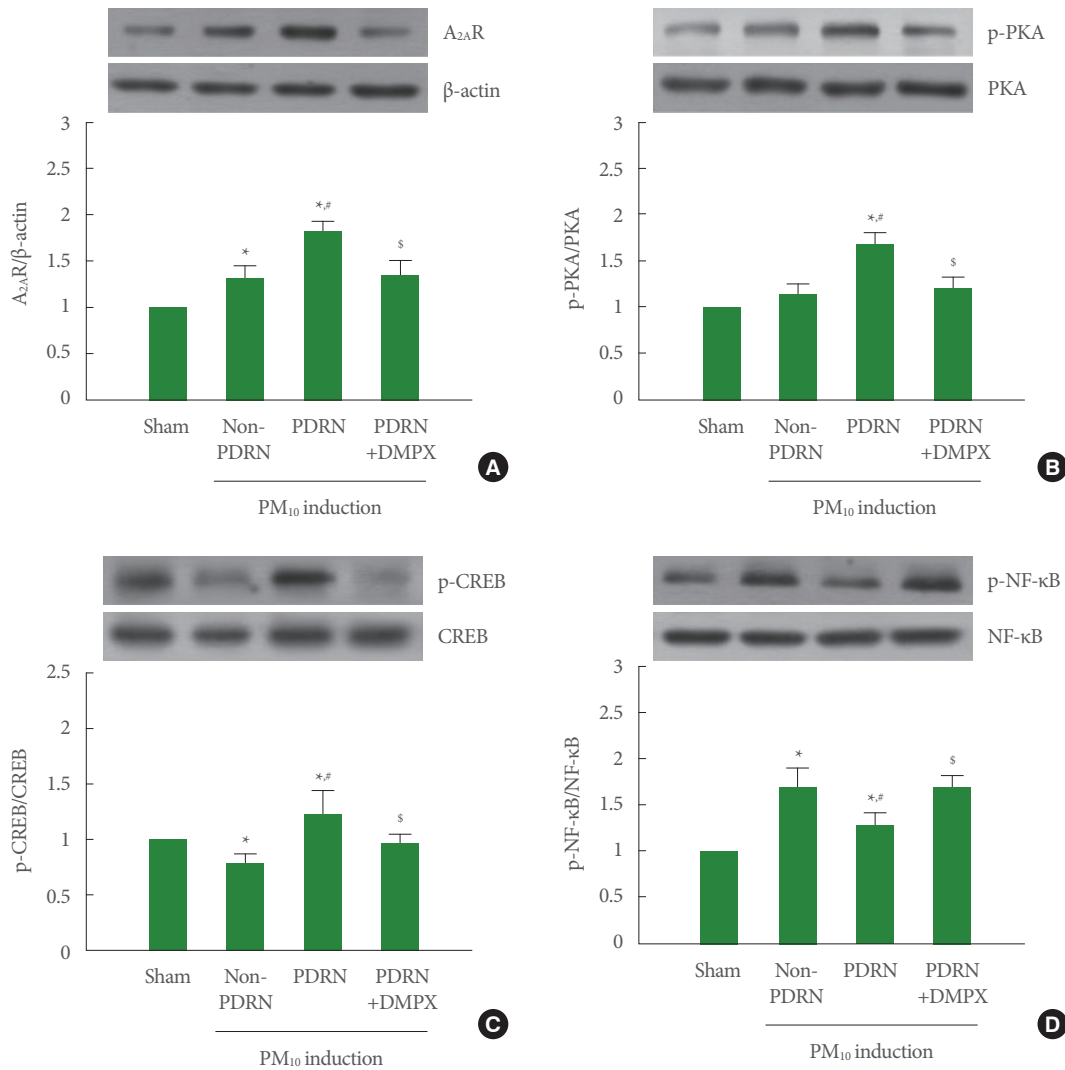 A₂ₐR
β-actin
3
2.5
2
1.5
1
0.5
0
A₂ₐR/β-actin
*
*,#
$
Sham
Non-
PDRN
PDRN
PDRN
+DMPX
PM₁₀ induction
A
p-PKA
PKA
3
2.5
2
1.5
1
0.5
0
p-PKA/PKA
*,#
$
Sham
Non-
PDRN
PDRN
PDRN
+DMPX
PM₁₀ induction
B
p-CREB
CREB
2.5
2
1.5
1
0.5
0
p-CREB/CREB
*
*,#
$
Sham
Non-
PDRN
PDRN
PDRN
+DMPX
PM₁₀ induction
C
p-NF-κB
NF-κB
3
2
2
1.5
1
0.5
0
p-NF-κB/NF-κB
*
*,#
$
Sham
Non-
PDRN
PDRN
PDRN
+DMPX
PM₁₀ induction
D